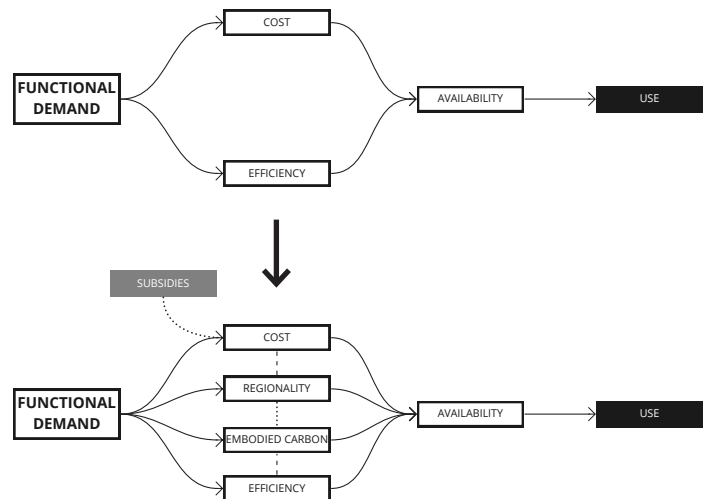 COST
FUNCTIONAL
DEMAND
AVAILABILITY
USE
EFFICIENCY
SUBSIDIES
COST
REGIONALITY
FUNCTIONAL
DEMAND
AVAILABILITY
USE
EMBODIED CARBON
EFFICIENCY